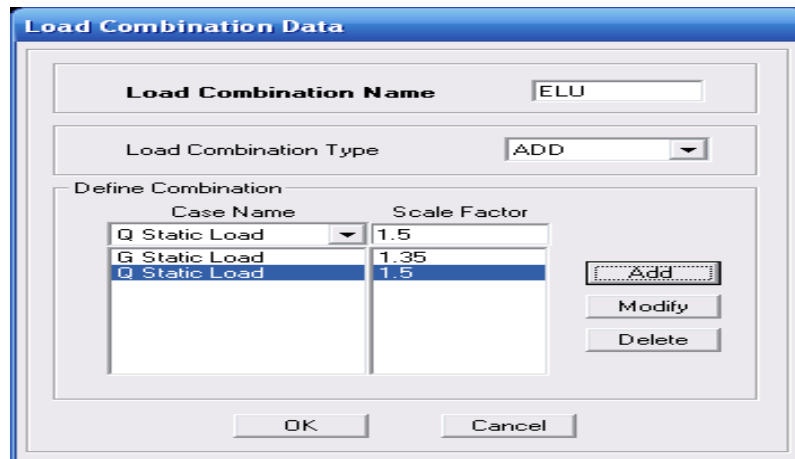 Load Combination Data
Load Combination Name ELU
Load Combination Type ADD
Define Combination
Case Name Scale Factor
Q Static Load 1.5
G Static Load 1.35
Q Static Load 1.5
Add
Modify
Delete
OK Cancel